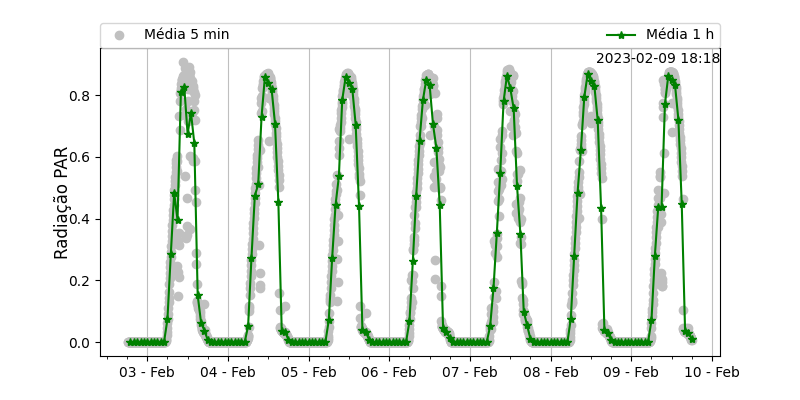 Média 5 min
Média 1 h
2023-02-09 18:18
Radiação PAR
0.8
0.6
0.4
0.2
0.0
03 - Feb
04 - Feb
05 - Feb
06 - Feb
07 - Feb
08 - Feb
09 - Feb
10 - Feb